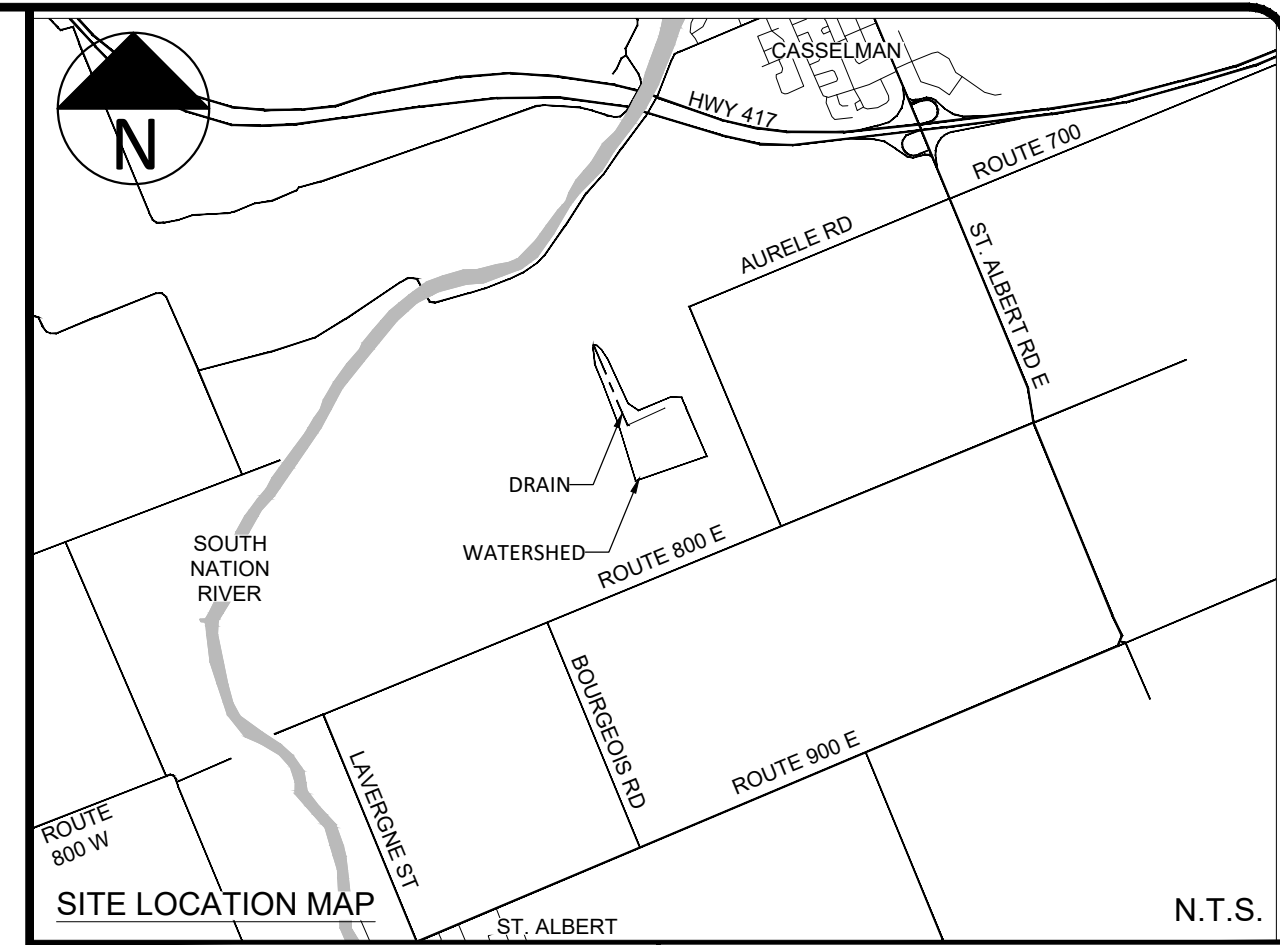 CASSELMAN
HWY 417
N
ROUTE 700
AURELE RD
ST. ALBERT RD E
DRAIN
WATERSHED
SOUTH
NATION
RIVER
ROUTE 800 E
BOURGEOIS RD
ROUTE 900 E
LAVERGNE ST
ROUTE
800 W
SITE LOCATION MAP
ST. ALBERT
N.T.S.